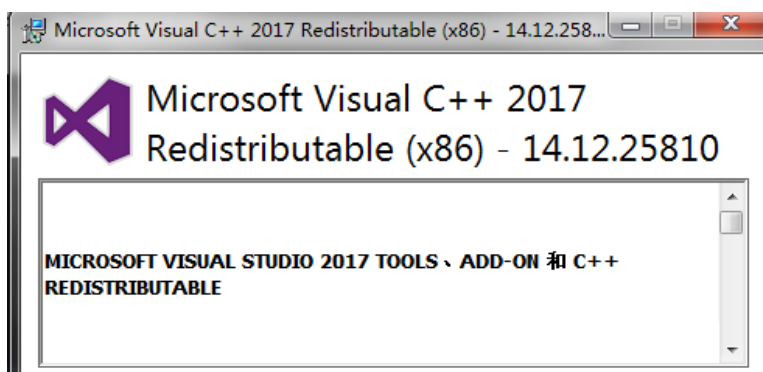 Microsoft Visual C++ 2017 Redistributable (x86) - 14.12.258...
Microsoft Visual C++ 2017
Redistributable (x86) - 14.12.25810
MICROSOFT VISUAL STUDIO 2017 TOOLS、ADD-ON 和 C++
REDISTRIBUTABLE